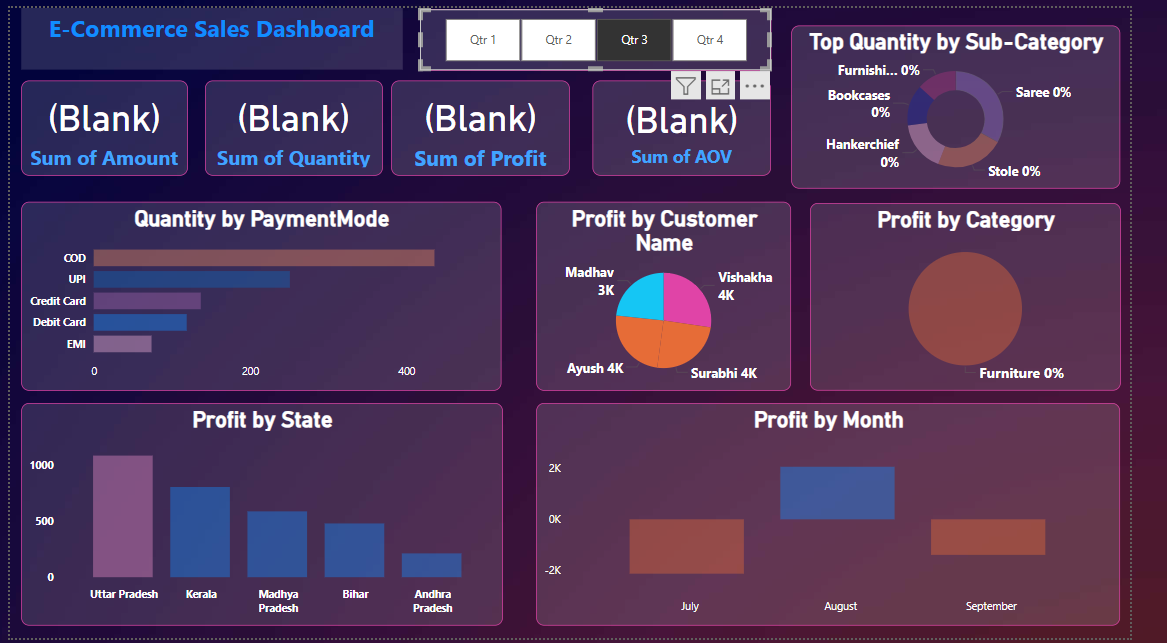 E-Commerce Sales Dashboard
Qtr 1
Qtr 2
Qtr 3
Qtr 4
(Blank)
Sum of Amount
(Blank)
Sum of Quantity
(Blank)
Sum of Profit
(Blank)
Sum of AOV
Top Quantity by Sub-Category
Furnishi... 0%
Bookcases
0%
Hankerchief
0%
Saree 0%
Stole 0%
Quantity by PaymentMode
COD
UPI
Credit Card
Debit Card
EMI
0
200
400
Profit by Customer
Name
Madhav
3K
Vishakha
4K
Ayush 4K
Surabhi 4K
Profit by Category
Furniture 0%
Profit by State
1000
500
0
Uttar Pradesh
Kerala
Madhya
Pradesh
Bihar
Andhra
Pradesh
Profit by Month
2K
0K
-2K
July
August
September